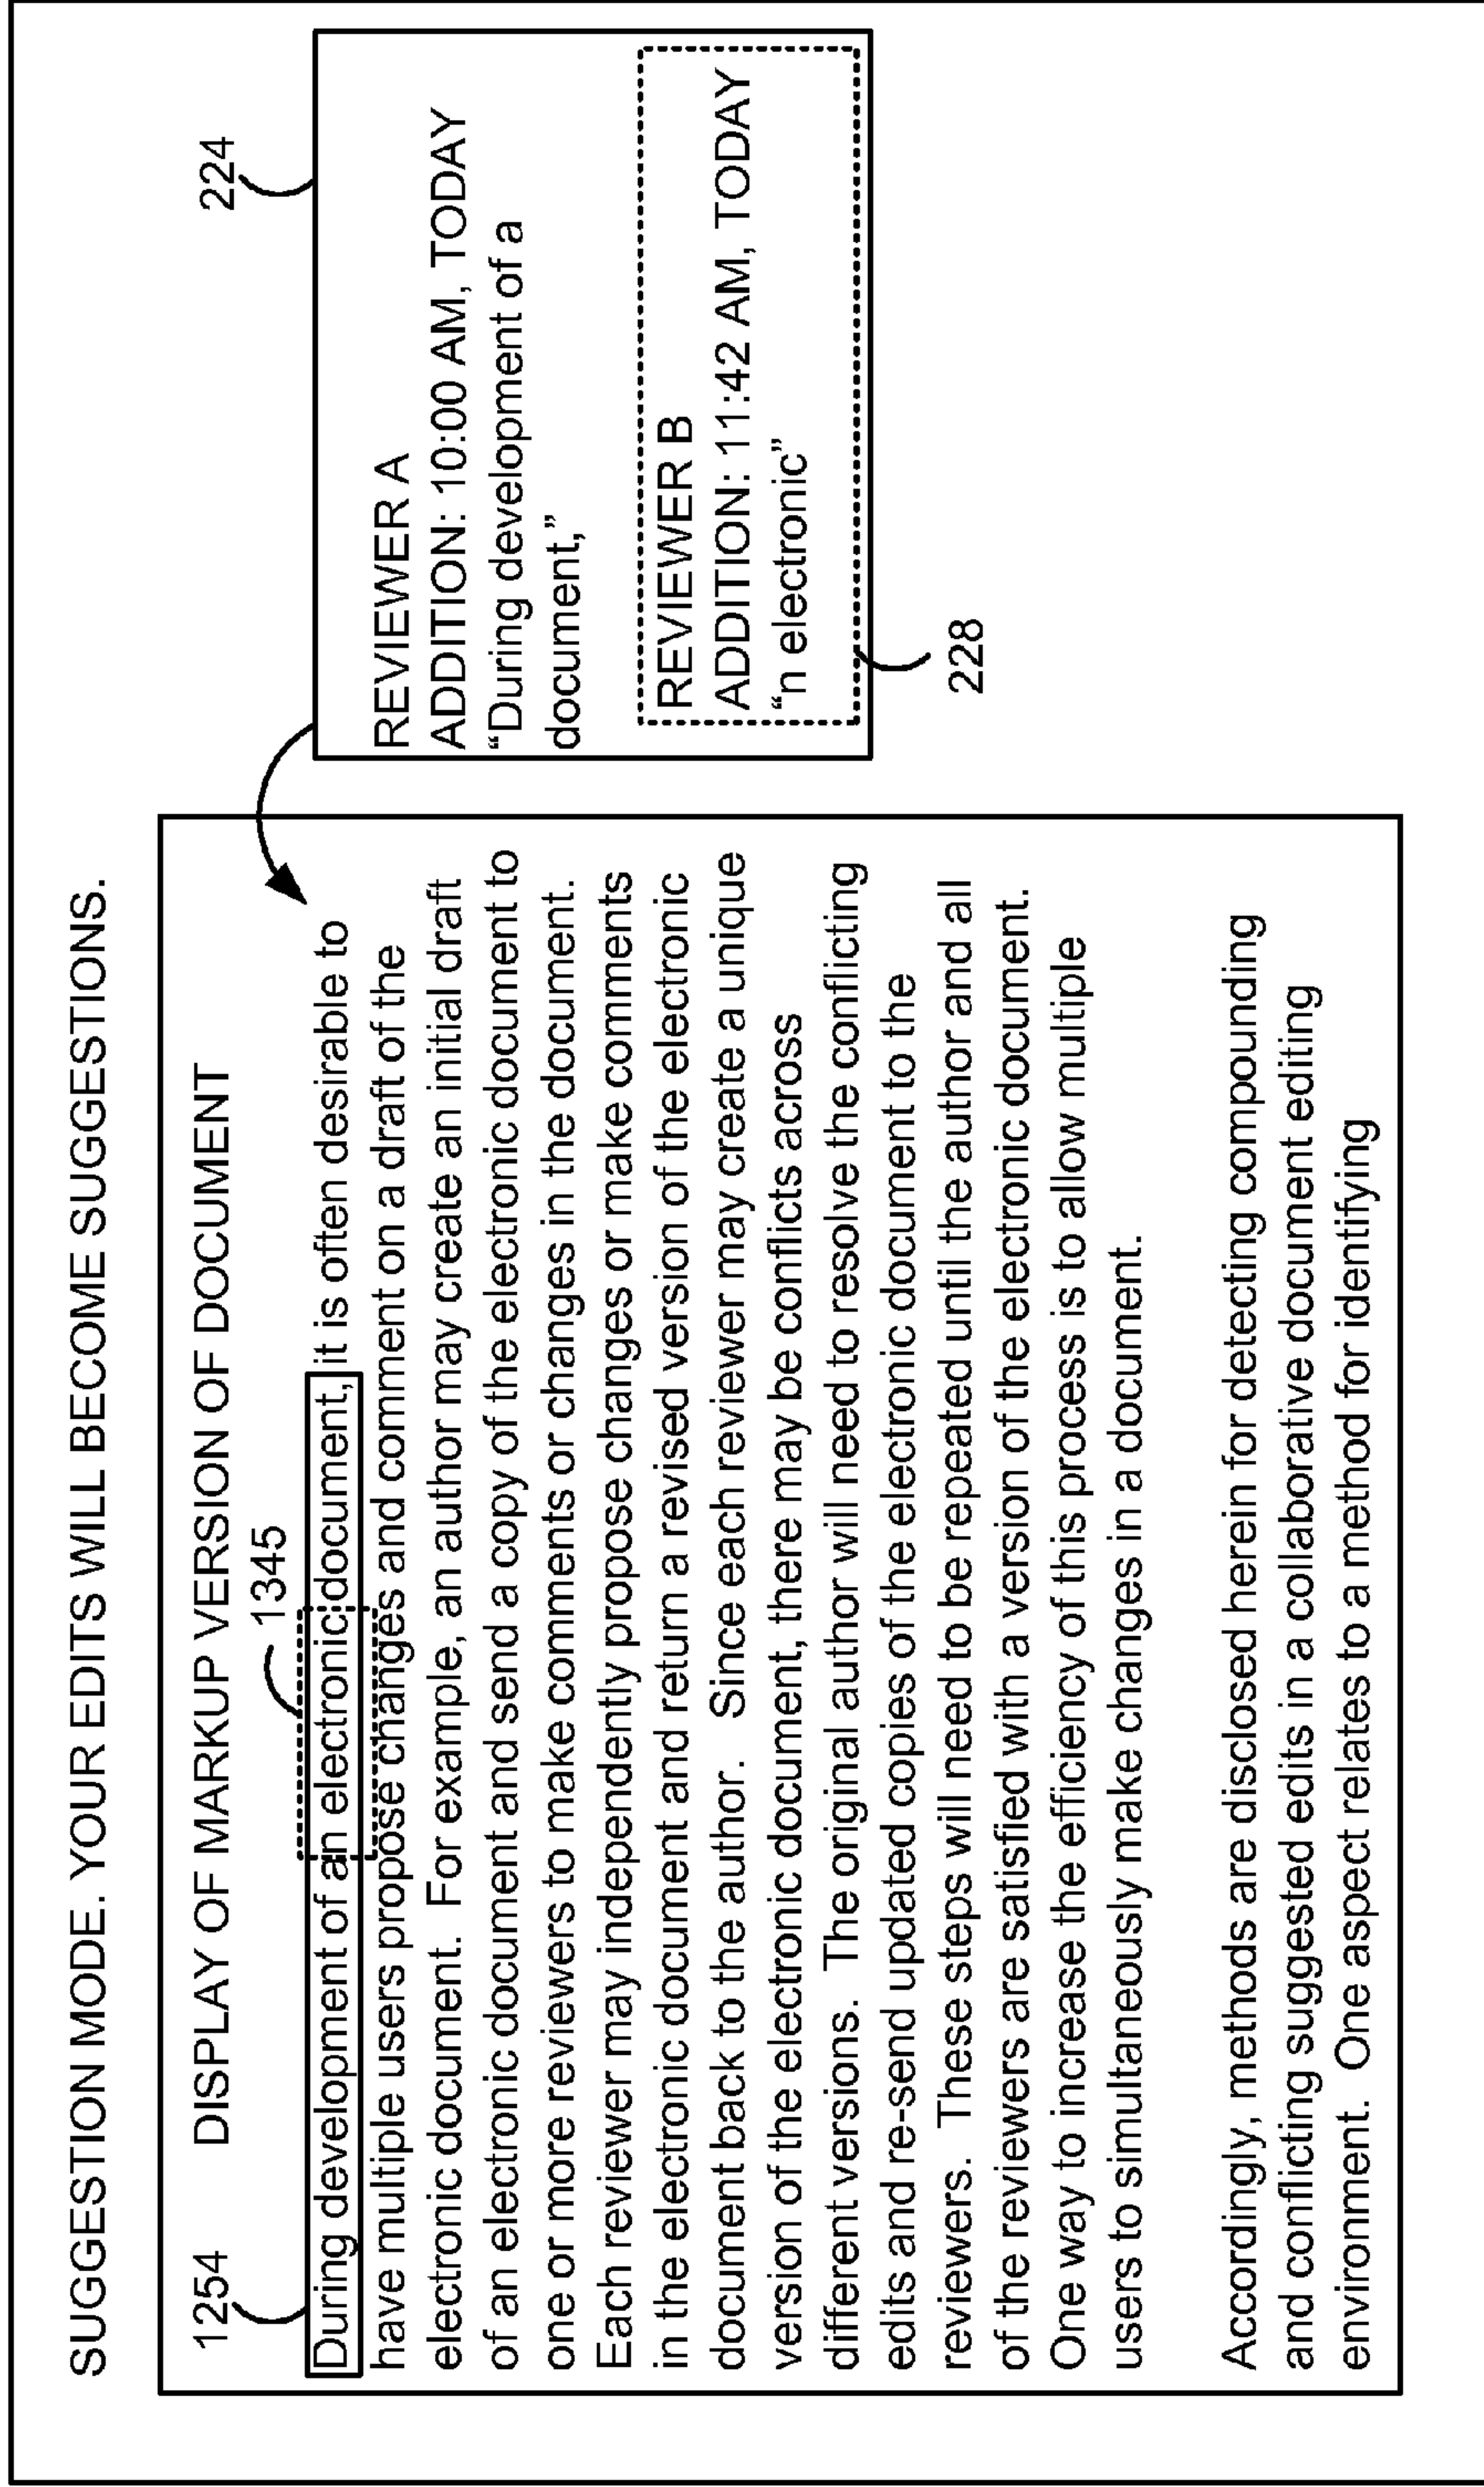 SUGGESTION MODE. YOUR EDITS WILL BECOME SUGGESTIONS.
1254 DISPLAY OF MARKUP VERSION OF DOCUMENT
1345
During development of an electronic document, it is often desirable to
have multiple users propose changes and comment on a draft of the
electronic document. For example, an author may create an initial draft
of an electronic document and send a copy of the electronic document to
one or more reviewers to make comments or changes in the document.
Each reviewer may independently propose changes or make comments
in the electronic document and return a revised version of the electronic
document back to the author. Since each reviewer may create a unique
version of the electronic document, there may be conflicts across
different versions. The original author will need to resolve the conflicting
edits and re-send updated copies of the electronic document to the
reviewers. These steps will need to be repeated until the author and all
of the reviewers are satisfied with a version of the electronic document.
One way to increase the efficiency of this process is to allow multiple
users to simultaneously make changes in a document.
Accordingly, methods are disclosed herein for detecting compounding
and conflicting suggested edits in a collaborative document editing
environment. One aspect relates to a method for identifying
224
REVIEWER A
ADDITION: 10:00 AM, TODAY
“During development of a
document,”
REVIEWER B
ADDITION: 11:42 AM, TODAY
“n electronic”
228